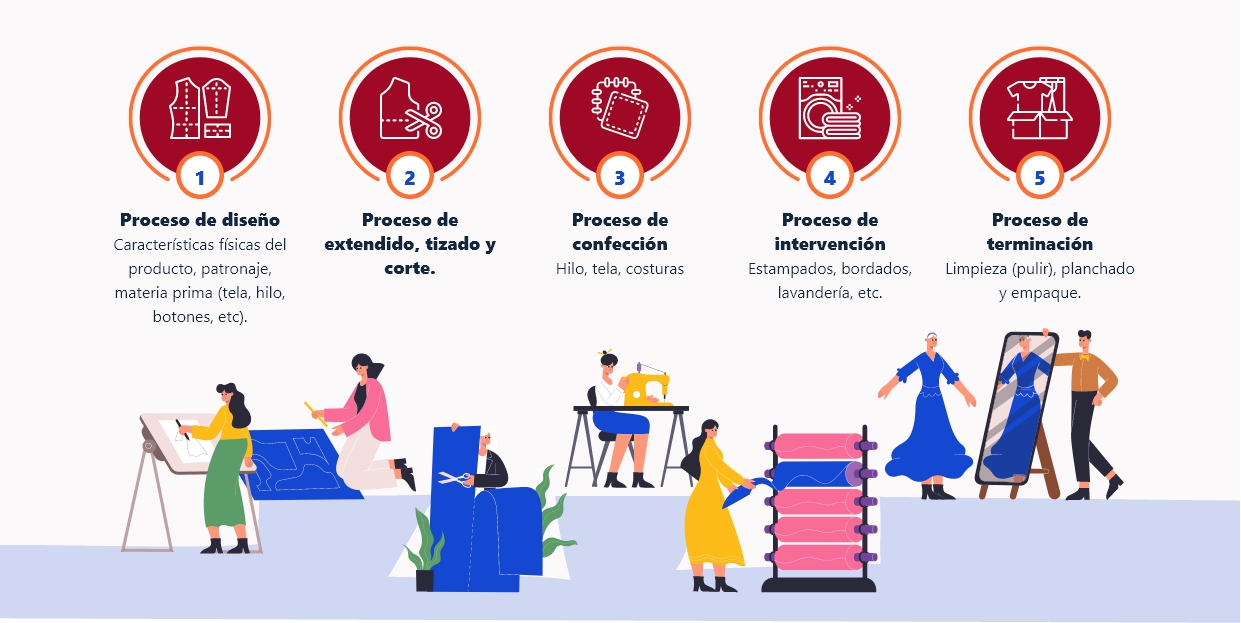 1
Proceso de diseño
Características físicas del
producto, patronaje,
materia prima (tela, hilo,
botones, etc).
2
Proceso de
extendido, tizado y
corte.
3
Proceso de
confección
Hilo, tela, costuras
4
Proceso de
intervención
Estampados, bordados,
lavandería, etc.
5
Proceso de
terminación
Limpieza (pulir), planchado
y empaque.